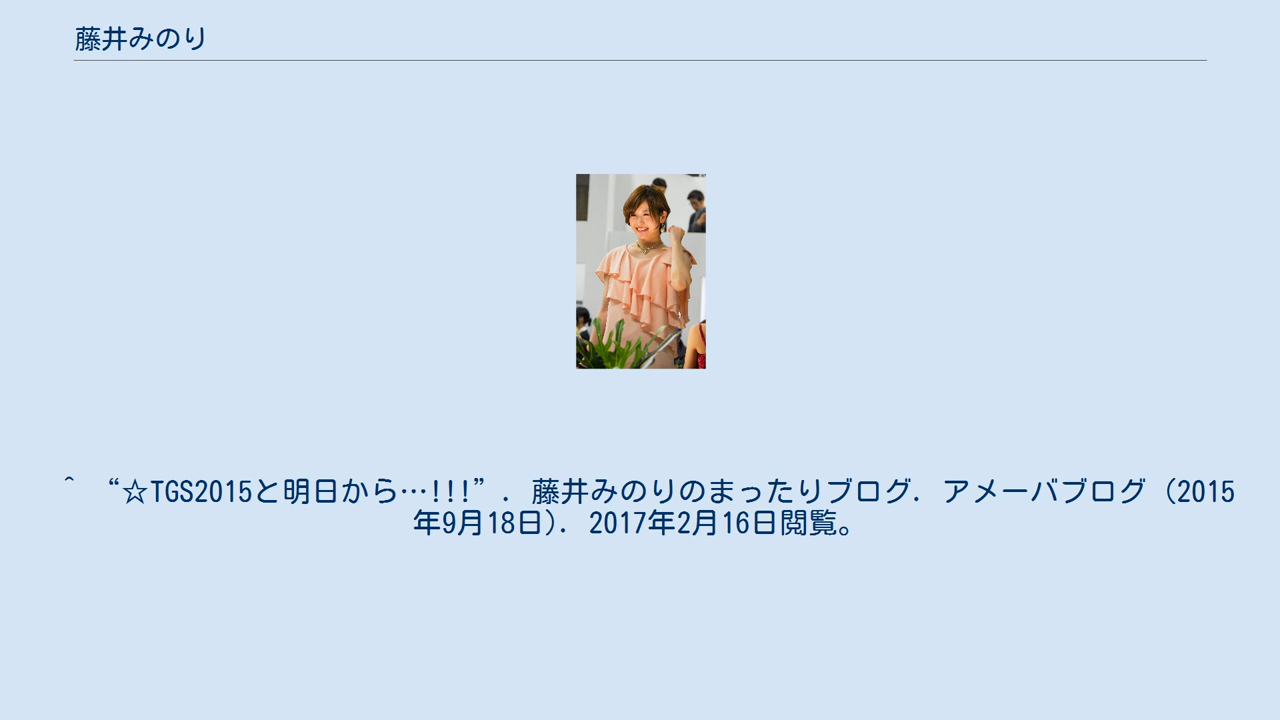 藤井みのり
^ “☆TGS2015と明日から…!!!”. 藤井みのりのまったりブログ. アメーバブログ (2015
年9月18日). 2017年2月16日閲覧。